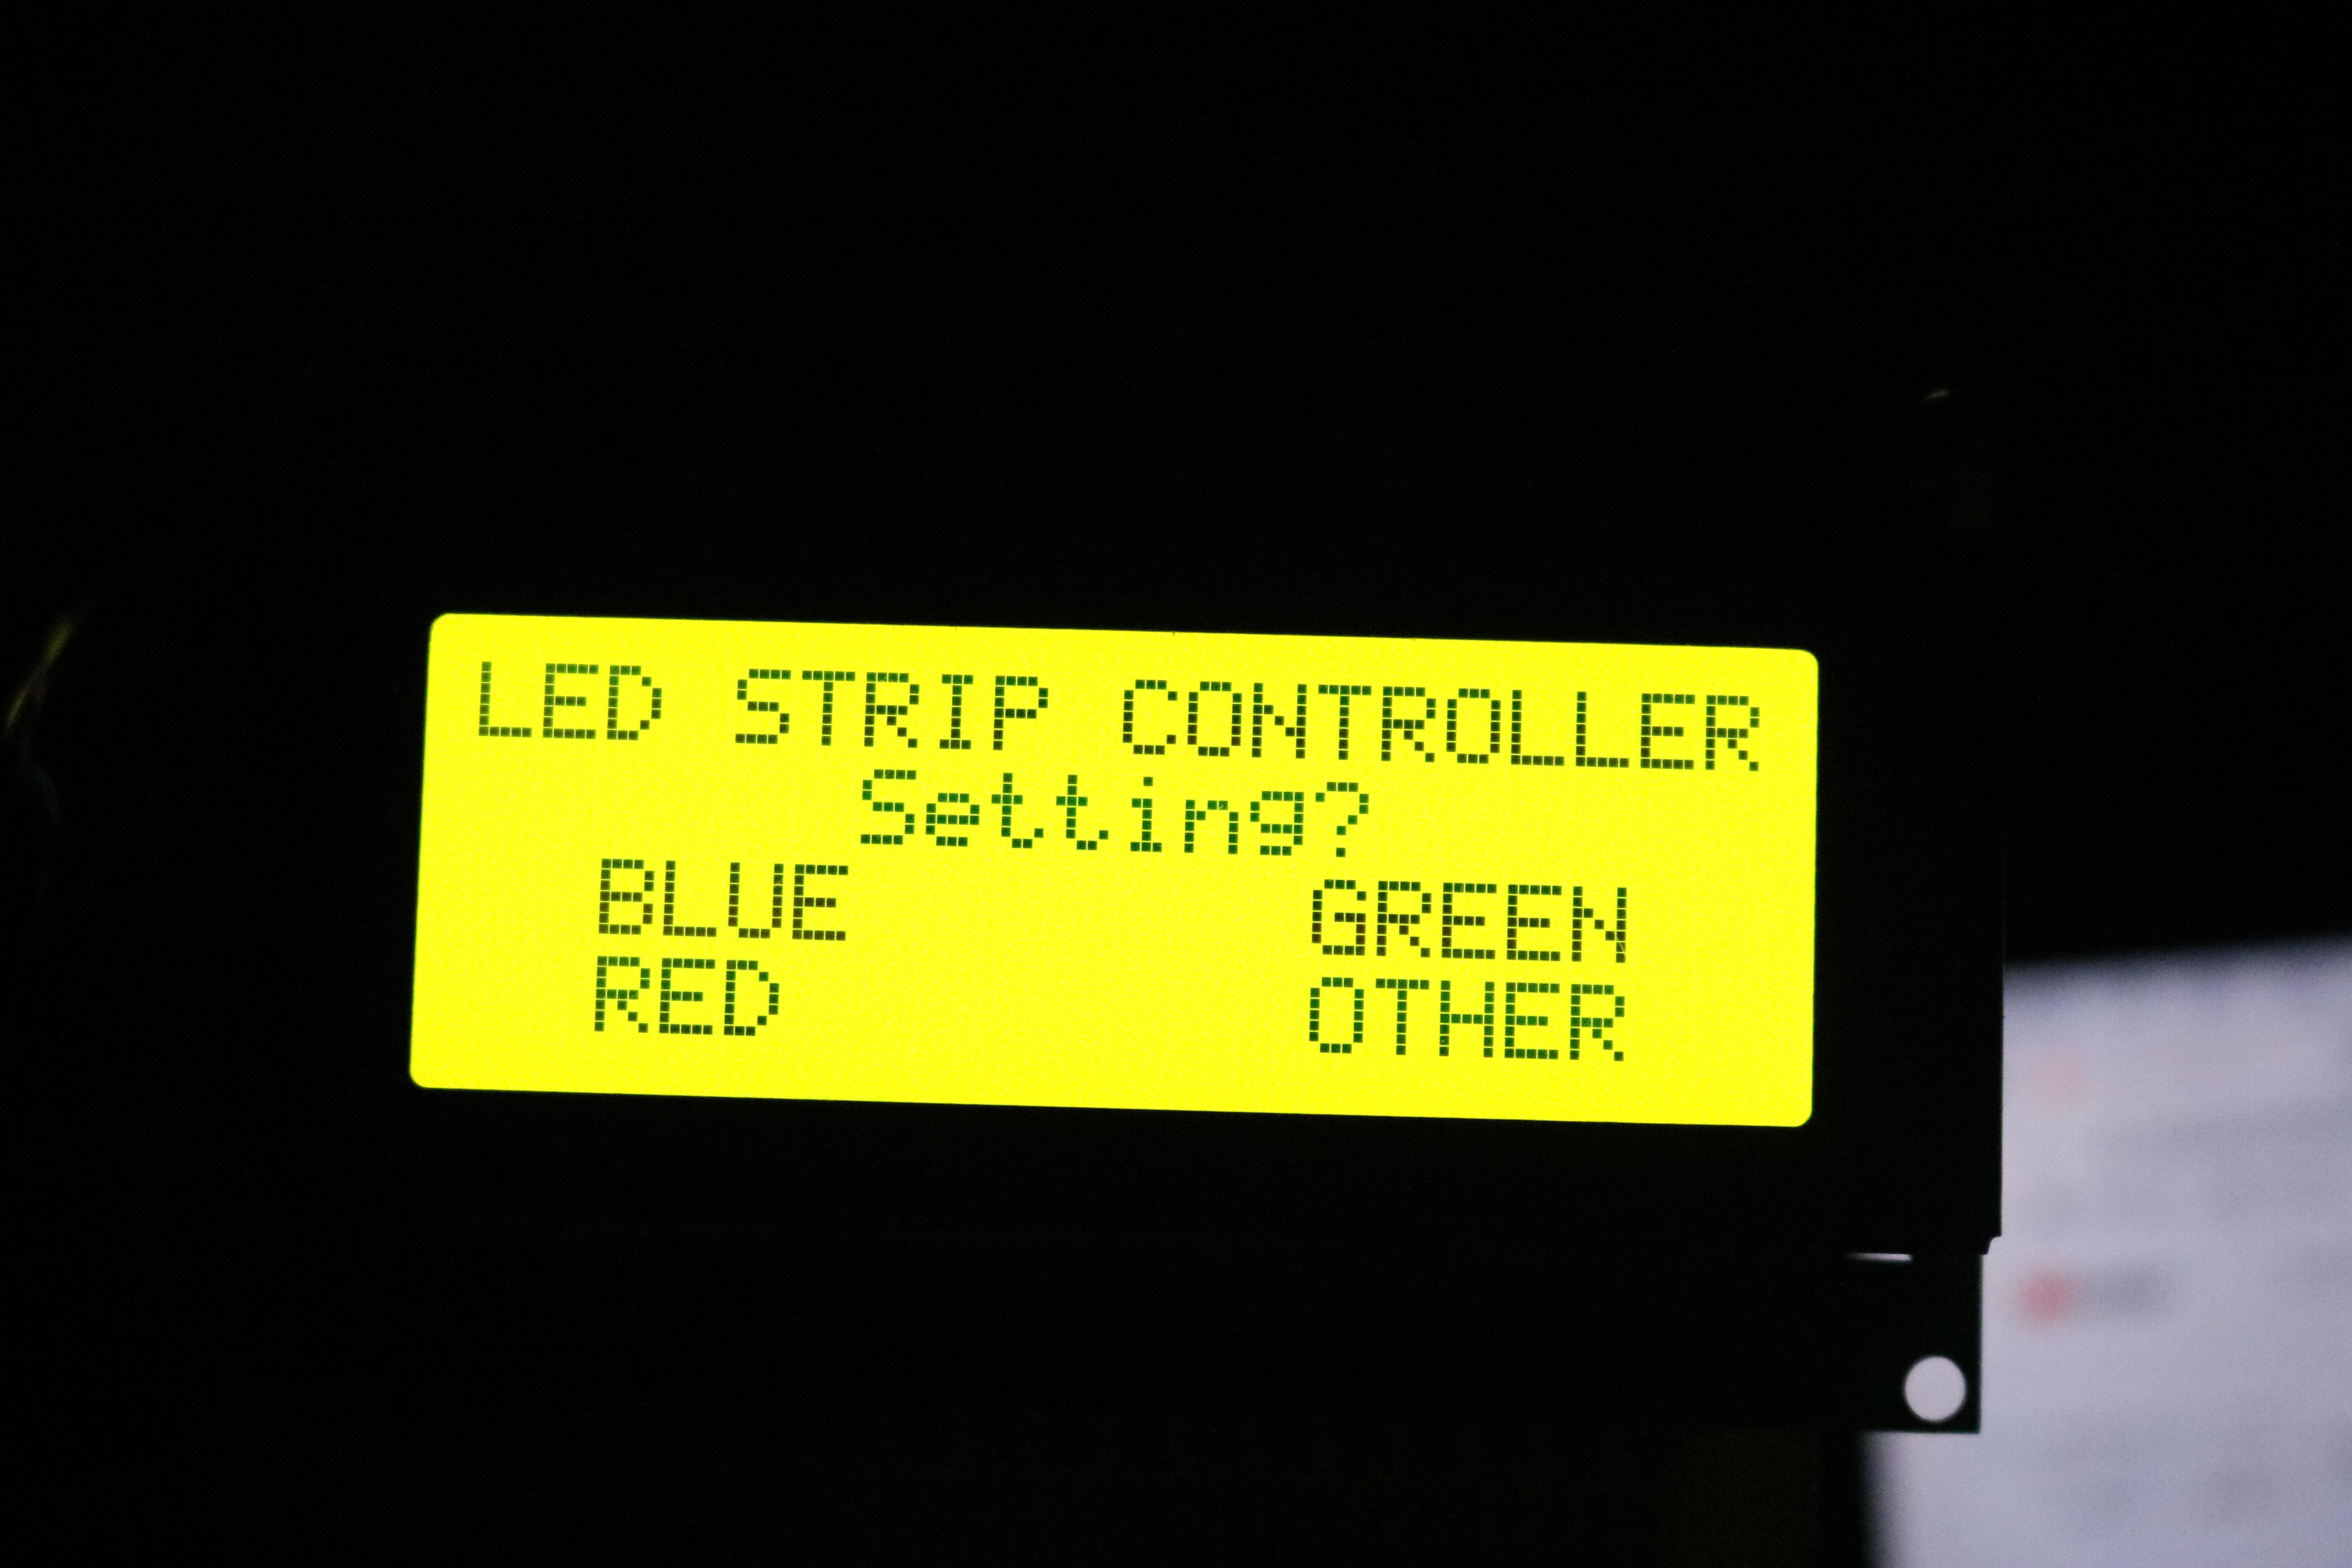 LED STRIP CONTROLLER
Setting?
BLUE GREEN
RED OTHER